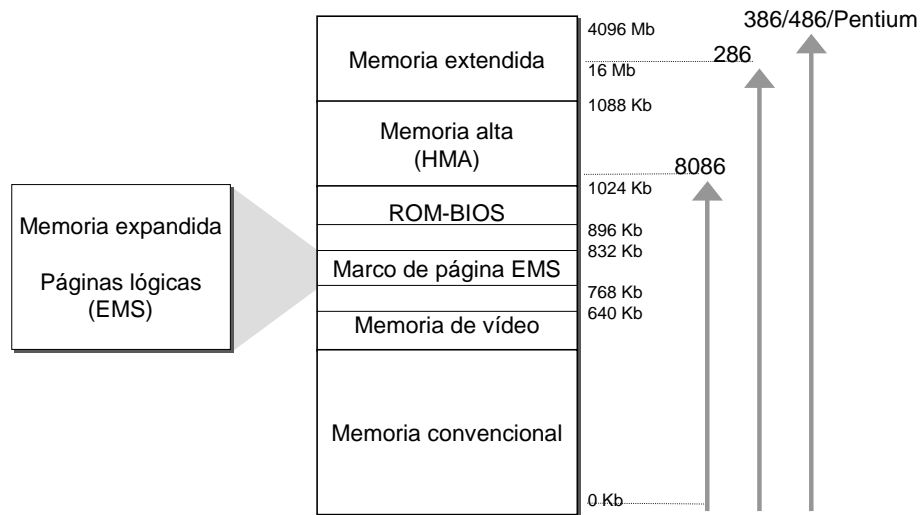 386/486/Pentium
4096 Mb
286
Memoria extendida
16 Mb
1088 Kb
Memoria alta
(HMA)
8086
1024 Kb
ROM-BIOS
Memoria expandida
896 Kb
832 Kb
Marco de página EMS
Páginas lógicas
(EMS)
768 Kb
640 Kb
Memoria de vídeo
Memoria convencional
0 Kb